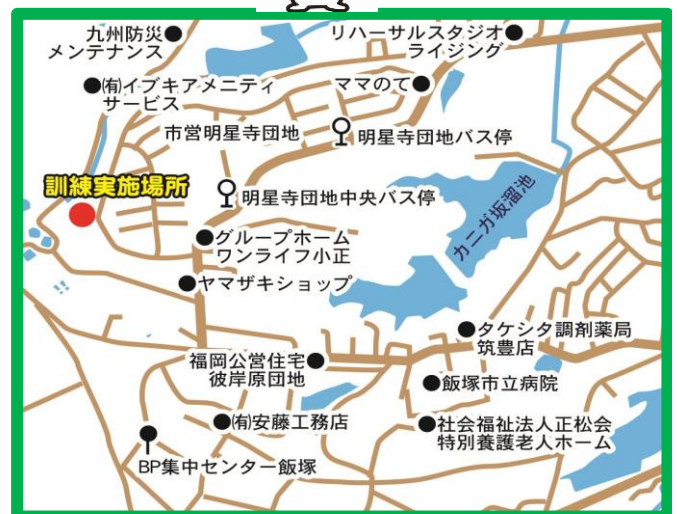 九州防災
メンテナンス
リハーサルスタジオ
ライジング
㈲イブキアメニティ
サービス
ママのて
市営明星寺団地
明星寺団地バス停
訓練実施場所
明星寺団地中央バス停
カニガ坂溜池
グループホーム
ワンライフ小正
ヤマザキショップ
タケシタ調剤薬局
筑豊店
福岡公営住宅
彼岸原団地
飯塚市立病院
㈲安藤工務店
社会福祉法人正松会
特別養護老人ホーム
BP集中センター飯塚